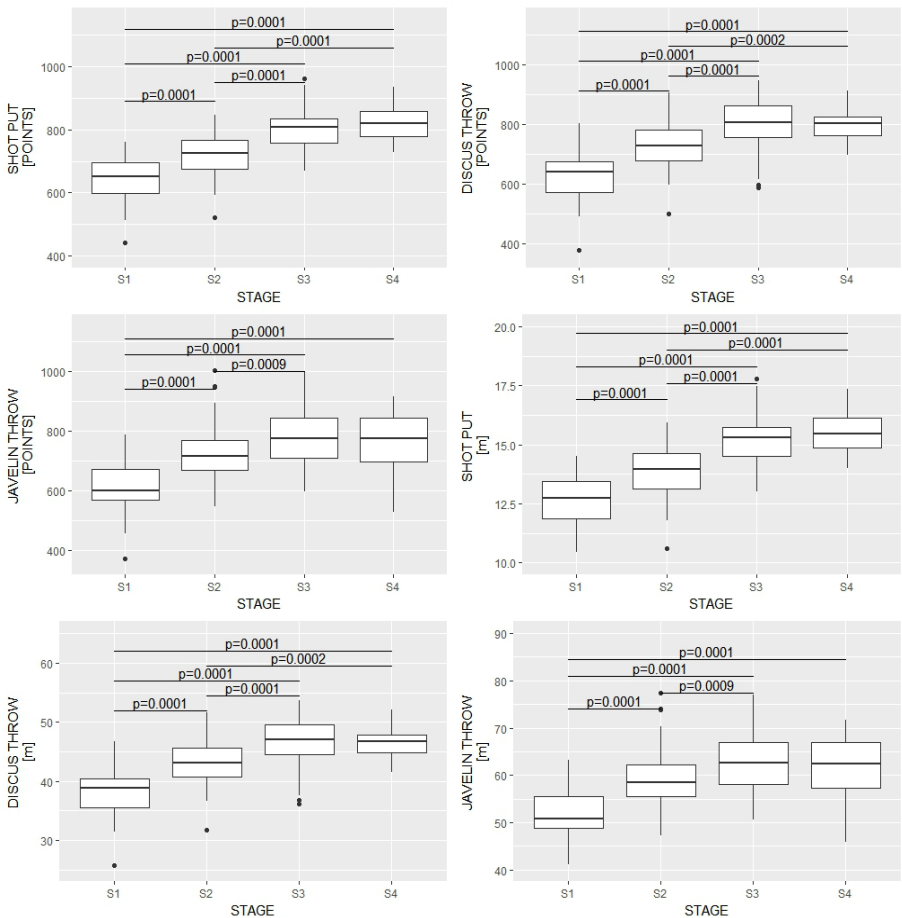 p=0.0001
p=0.0001
p=0.0001
p=0.0001
p=0.0001
SHOT PUT
[POINTS]
1000
800
600
400
S1 S2 S3 S4
STAGE
p=0.0001
p=0.0002
p=0.0001
p=0.0001
p=0.0001
DISCUS THROW
[POINTS]
1000
800
600
400
S1 S2 S3 S4
STAGE
p=0.0001
p=0.0001
p=0.0009
p=0.0001
JAVELIN THROW
[POINTS]
1000
800
600
400
S1 S2 S3 S4
STAGE
p=0.0001
p=0.0001
p=0.0001
p=0.0001
p=0.0001
SHOT PUT
[m]
20.0
17.5
15.0
12.5
10.0
S1 S2 S3 S4
STAGE
p=0.0001
p=0.0002
p=0.0001
p=0.0001
p=0.0001
DISCUS THROW
[m]
60
50
40
30
S1 S2 S3 S4
STAGE
p=0.0001
p=0.0001
p=0.0009
p=0.0001
JAVELIN THROW
[m]
90
80
70
60
50
40
S1 S2 S3 S4
STAGE